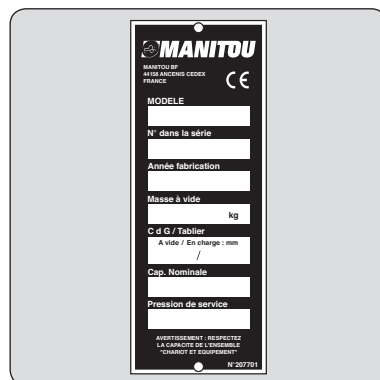 MANITOU
MANITOU BF
44158 ANCENIS CEDEX
FRANCE
CE
MODELE
N° dans la série
Année fabrication
Masse à vide
kg
C d G / Tablier
A vide / En charge : mm
/
Cap. Nominale
Pression de service
AVERTISSEMENT : RESPECTEZ
LA CAPACITE DE L'ENSEMBLE
"CHARIOT ET EQUIPEMENT"
N°207701